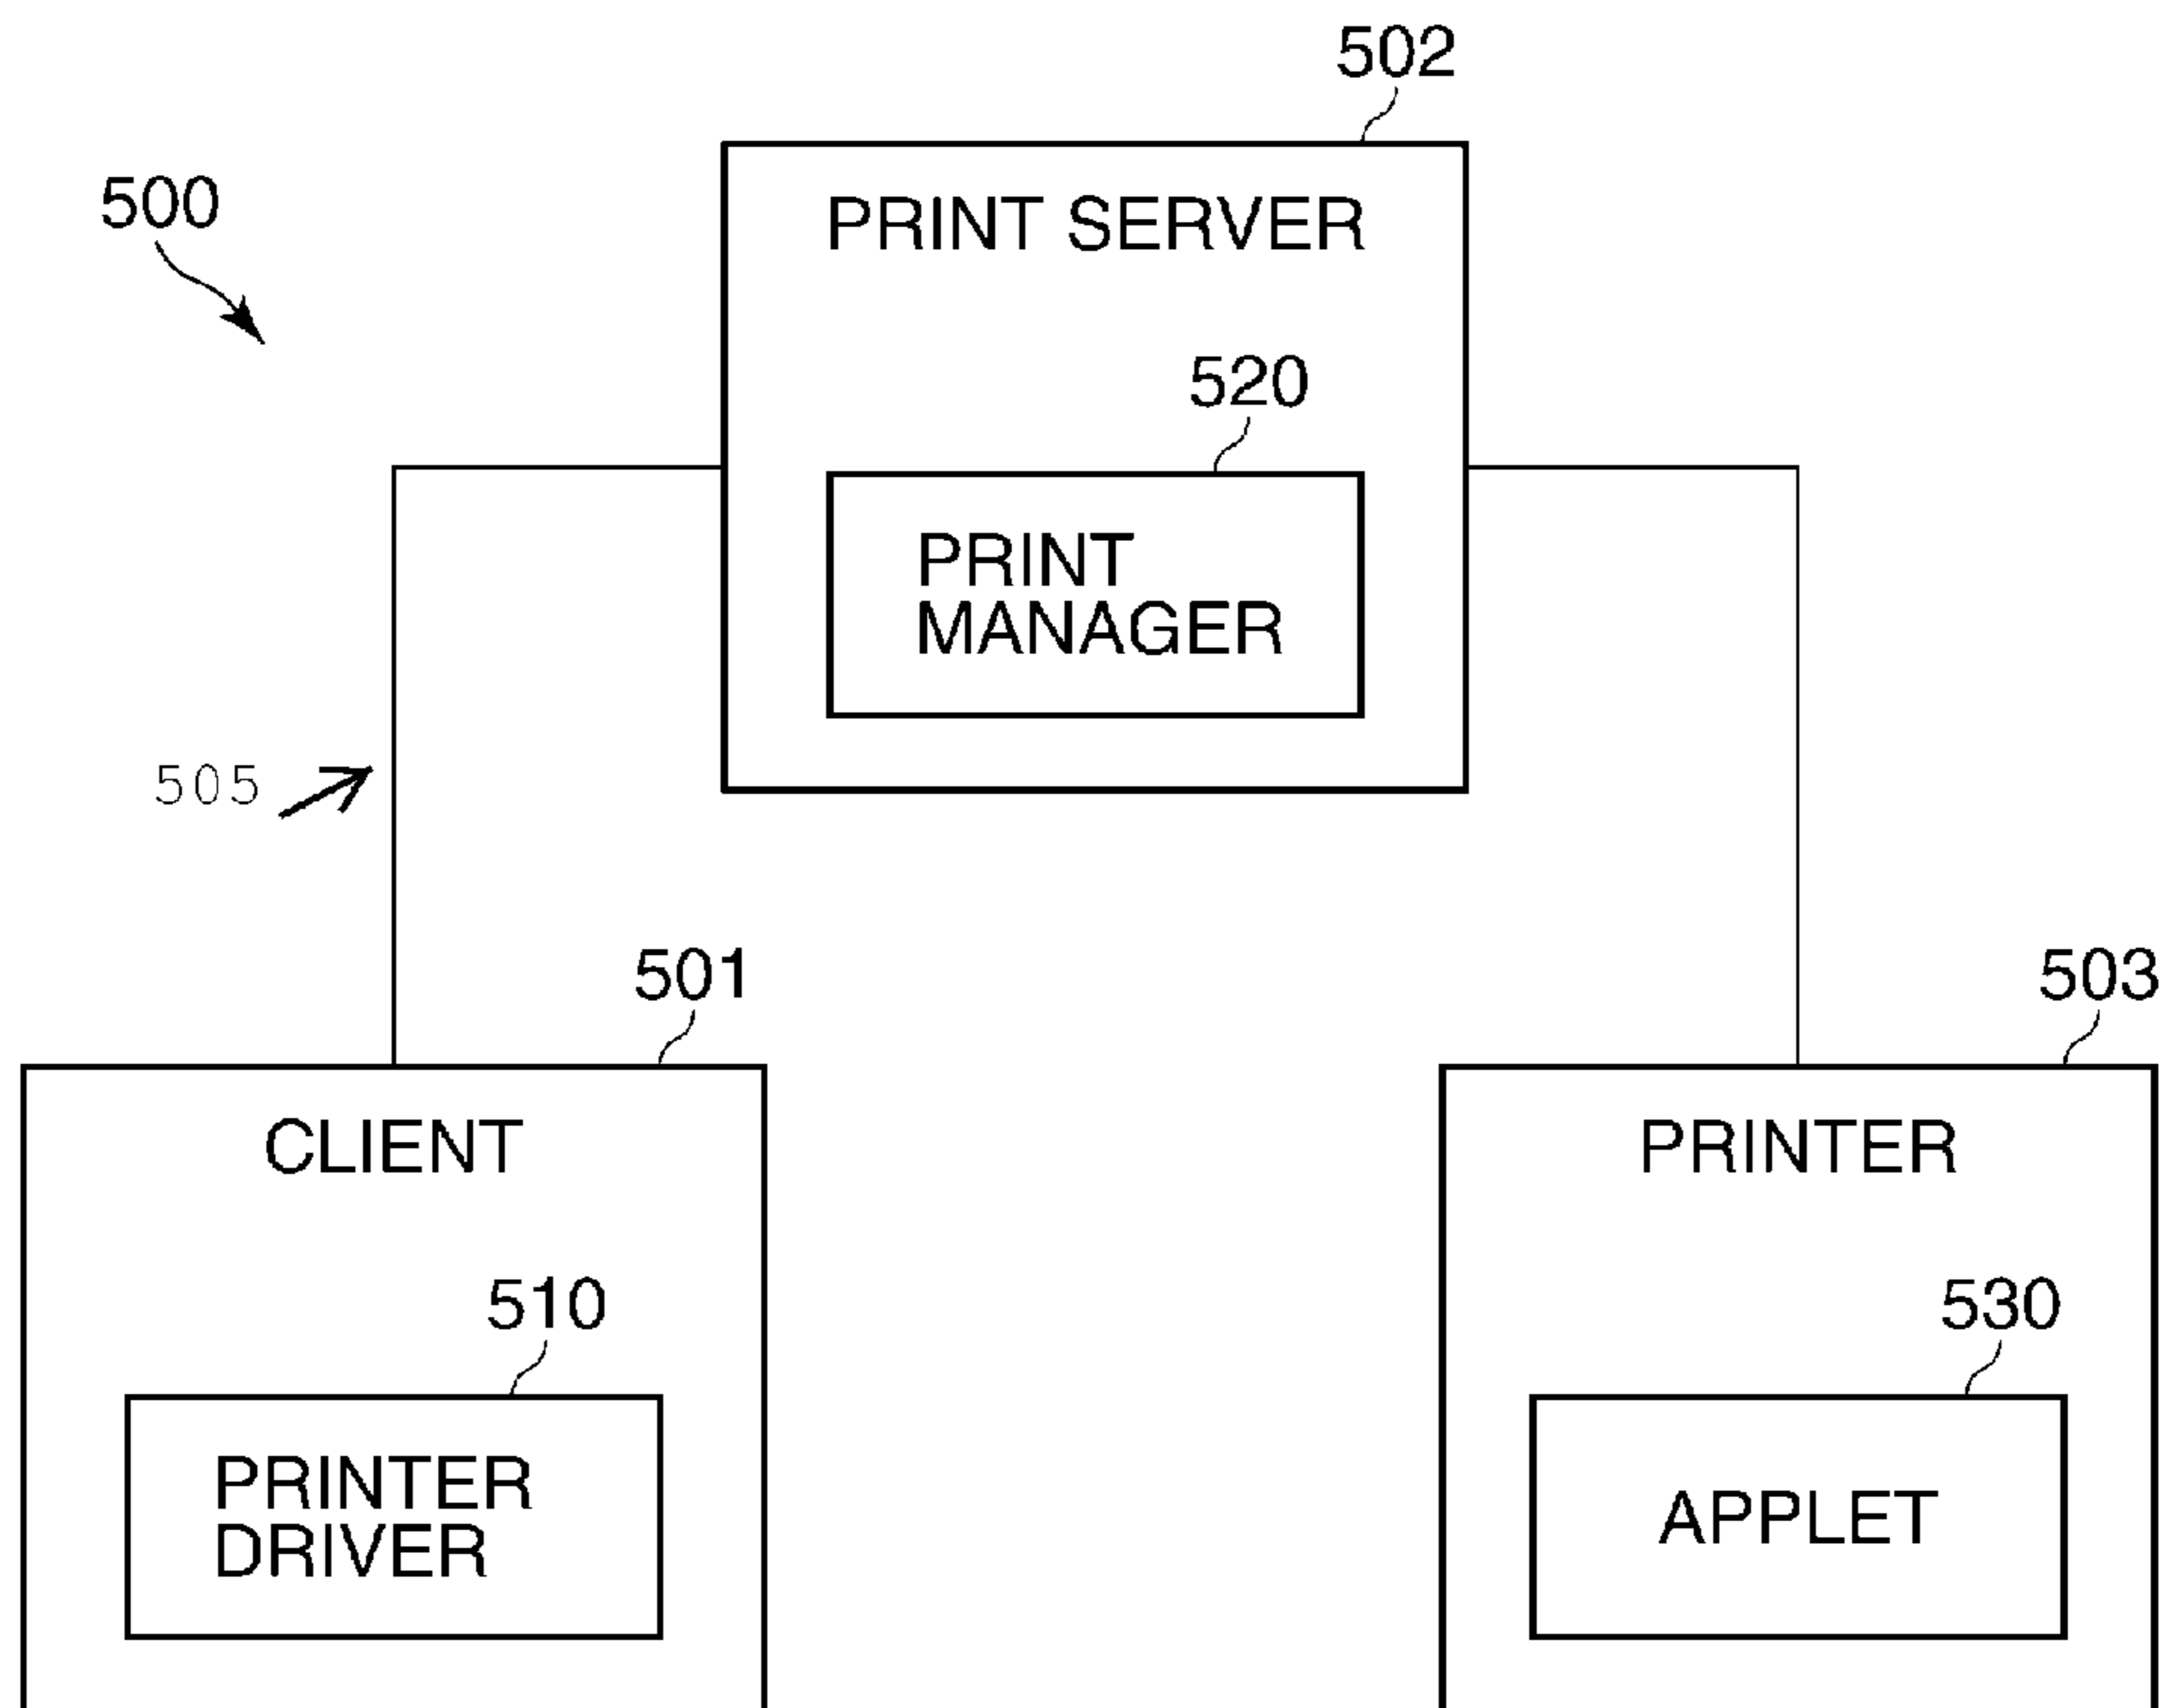 502
500
PRINT SERVER
520
PRINT
MANAGER
505
501
503
CLIENT
PRINTER
510
530
PRINTER
DRIVER
APPLET